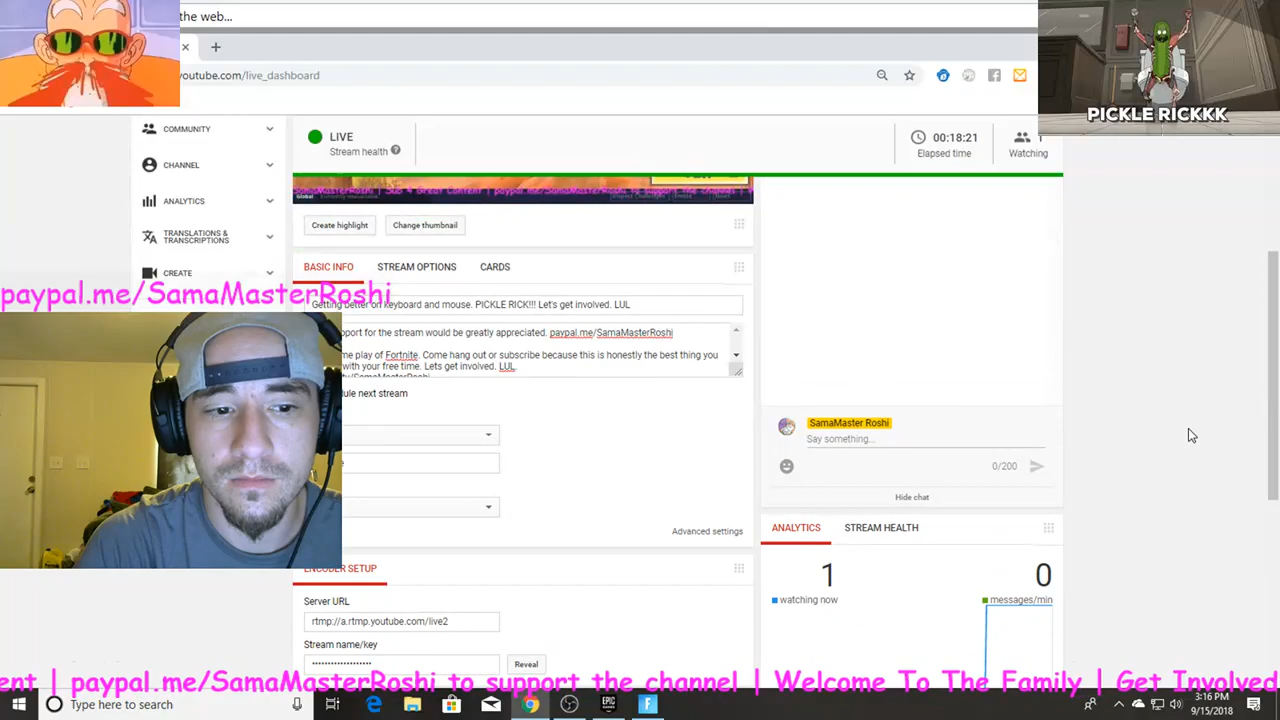 the web...
youtube.com/live_dashboard
PICKLE RICKKK
COMMUNITY
CHANNEL
ANALYTICS
TRANSLATIONS &
TRANSCRIPTIONS
CREATE
LIVE
Stream health
00:18:21
Elapsed time
1
Watching
Create highlight
Change thumbnail
BASIC INFO
STREAM OPTIONS
CARDS
paypal.me/SamaMasterRoshi
Getting better on keyboard and mouse. PICKLE RICK!!! Let's get involved. LUL
pport for the stream would be greatly appreciated. paypal.me/SamaMasterRoshi
me play of Fortnite. Come hang out or subscribe because this is honestly the best thing you
with your free time. Lets get involved. LUL.
dule next stream
Advanced settings
ENCODER SETUP
Server URL
rtmp://a.rtmp.youtube.com/live2
Stream name/key
Reveal
SamaMaster Roshi
Say something...
0/200
Hide chat
ANALYTICS
STREAM HEALTH
1
watching now
0
messages/min
ent | paypal.me/SamaMasterRoshi to support the channel | Welcome To The Family | Get Involved
Type here to search
EPIC
F
3:16 PM
9/15/2018